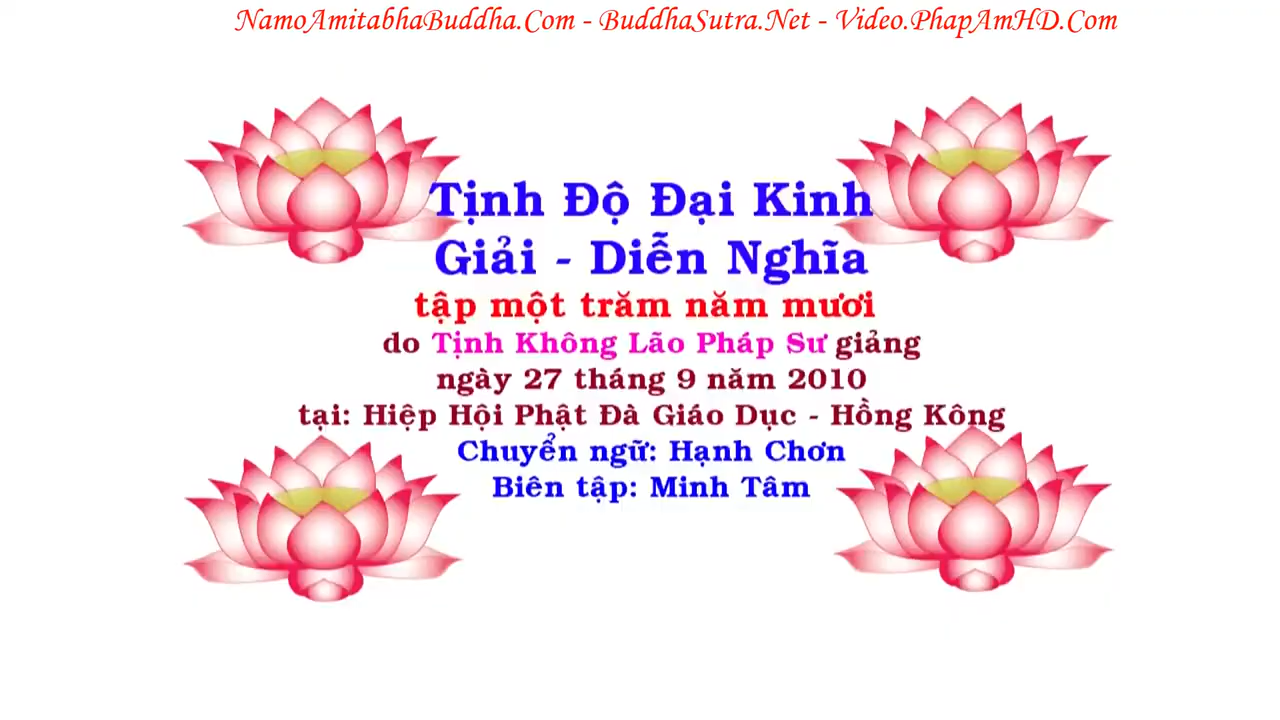 NamoAmitabhaBuddha.Com - BuddhaSutra.Net - Video.PhapAmHD.Com
Tịnh Độ Đại Kinh
Giải - Diễn Nghĩa
tập một trăm năm mươi
do Tịnh Không Lão Pháp Sư giảng
ngày 27 tháng 9 năm 2010
tại: Hiệp Hội Phật Đà Giáo Dục - Hồng Kông
Chuyển ngữ: Hạnh Chơn
Biên tập: Minh Tâm